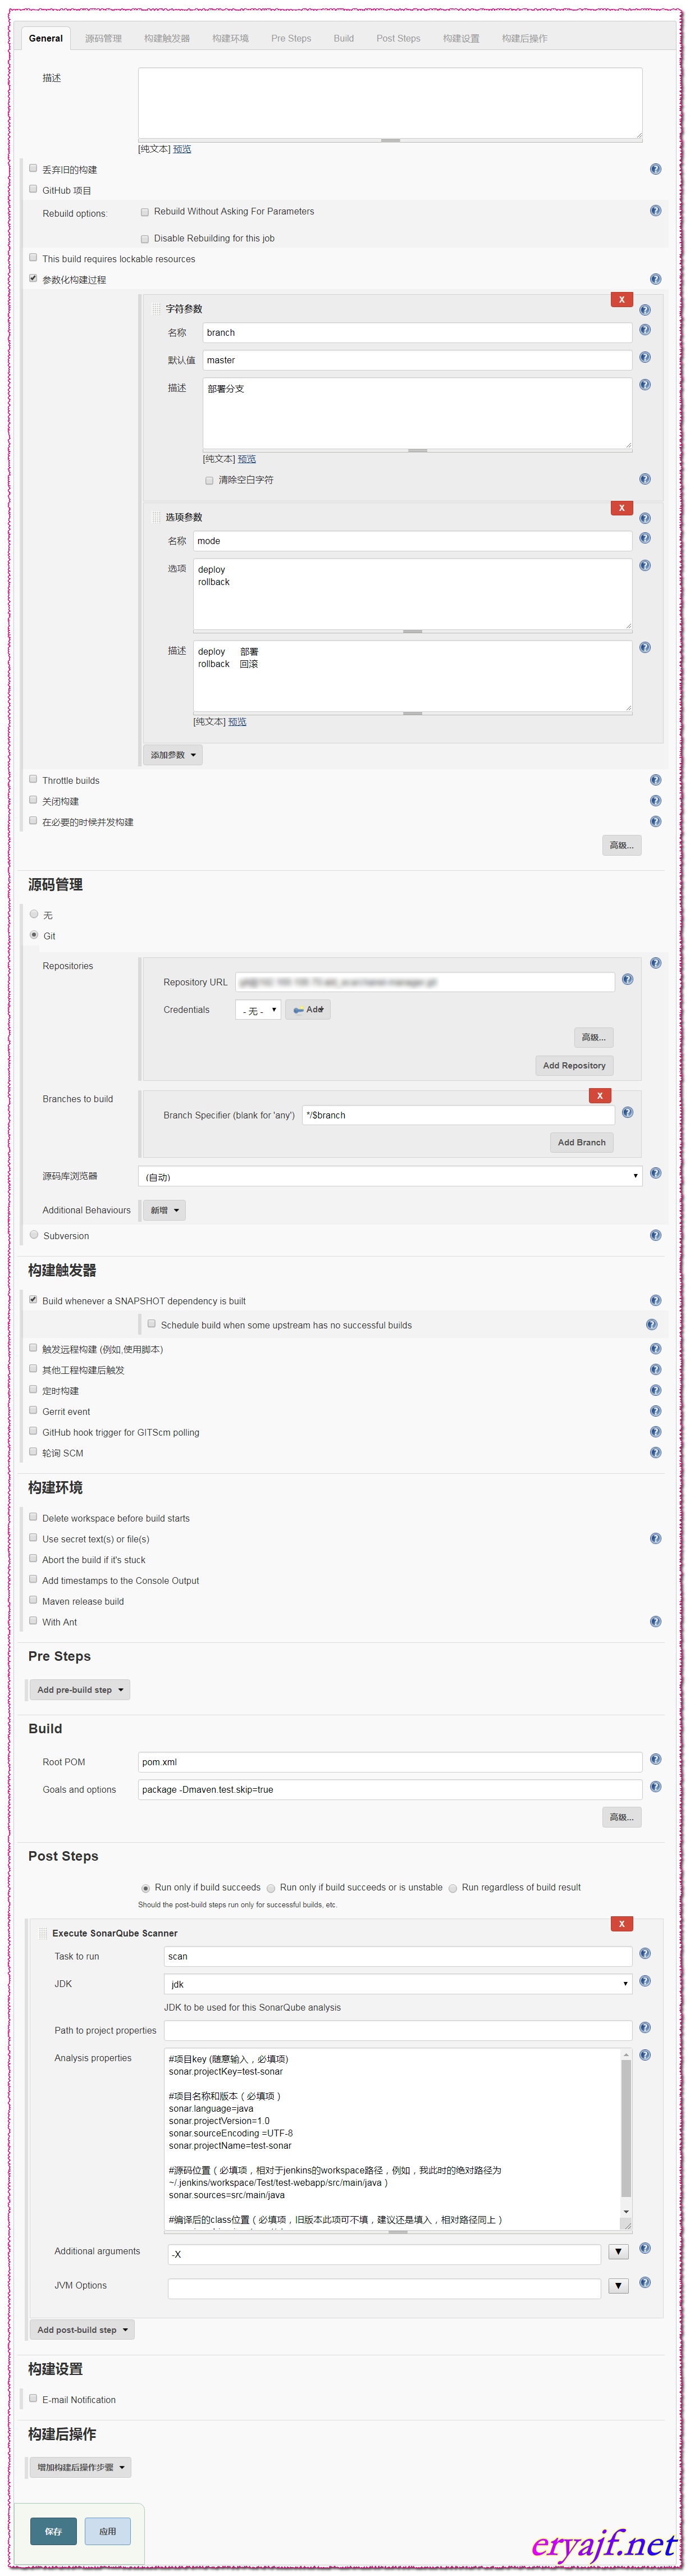 General 源码管理 构建触发器 构建环境 Pre Steps Build Post Steps 构建设置 构建后操作
描述
[纯文本] 预览
丢弃旧的构建
GitHub 项目
Rebuild options: Rebuild Without Asking For Parameters
Disable Rebuilding for this job
This build requires lockable resources
参数化构建过程
X
字符参数
名称 branch
默认值 master
描述 部署分支
[纯文本] 预览
清除空白字符
X
选项参数
名称 mode
选项 deploy
rollback
描述 deploy 部署
rollback 回滚
[纯文本] 预览
添加参数
Throttle builds
关闭构建
在必要的时候并发构建
高级...
源码管理
无
Git
Repositories
Repository URL
Credentials - 无 - Add
高级...
Add Repository
Branches to build
X
Branch Specifier (blank for 'any') */$branch
Add Branch
源码库浏览器 (自动)
Additional Behaviours 新增
Subversion
构建触发器
Build whenever a SNAPSHOT dependency is built
Schedule build when some upstream has no successful builds
触发远程构建 (例如,使用脚本)
其他工程构建后触发
定时构建
Gerrit event
GitHub hook trigger for GITScm polling
轮询 SCM
构建环境
Delete workspace before build starts
Use secret text(s) or file(s)
Abort the build if it's stuck
Add timestamps to the Console Output
Maven release build
With Ant
Pre Steps
Add pre-build step
Build
Root POM pom.xml
Goals and options package -Dmaven.test.skip=true
高级...
Post Steps
Run only if build succeeds Run only if build succeeds or is unstable Run regardless of build result
Should the post-build steps run only for successful builds, etc.
X
Execute SonarQube Scanner
Task to run scan
JDK jdk
JDK to be used for this SonarQube analysis
Path to project properties
Analysis properties #项目key (随意输入，必填项)
sonar.projectKey=test-sonar
#项目名称和版本（必填项）
sonar.language=java
sonar.projectVersion=1.0
sonar.sourceEncoding =UTF-8
sonar.projectName=test-sonar
#源码位置（必填项，相对于jenkins的workspace路径，例如，我此时的绝对路径为
~/.jenkins/workspace/Test/test-webapp/src/main/java）
sonar.sources=src/main/java
#编译后的class位置（必填项，旧版本此项可不填，建议还是填入，相对路径同上）
Additional arguments -X
JVM Options
Add post-build step
构建设置
E-mail Notification
构建后操作
增加构建后操作步骤
保存 应用
eryajf.net